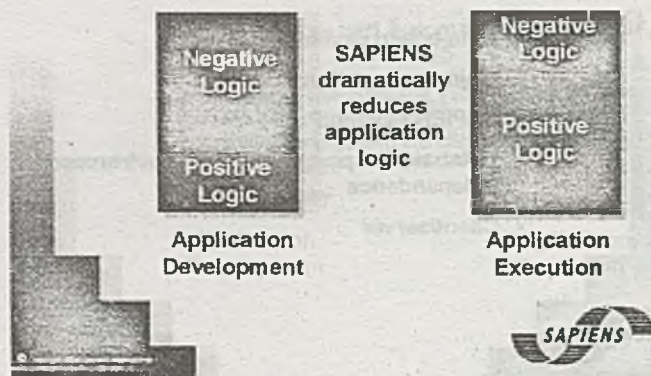 Negative
Logic
Positive
Logic
Application
Development
SAPIENS
dramatically
reduces
application
logic
Negative
Logic
Positive
Logic
Application
Execution
SAPIENS